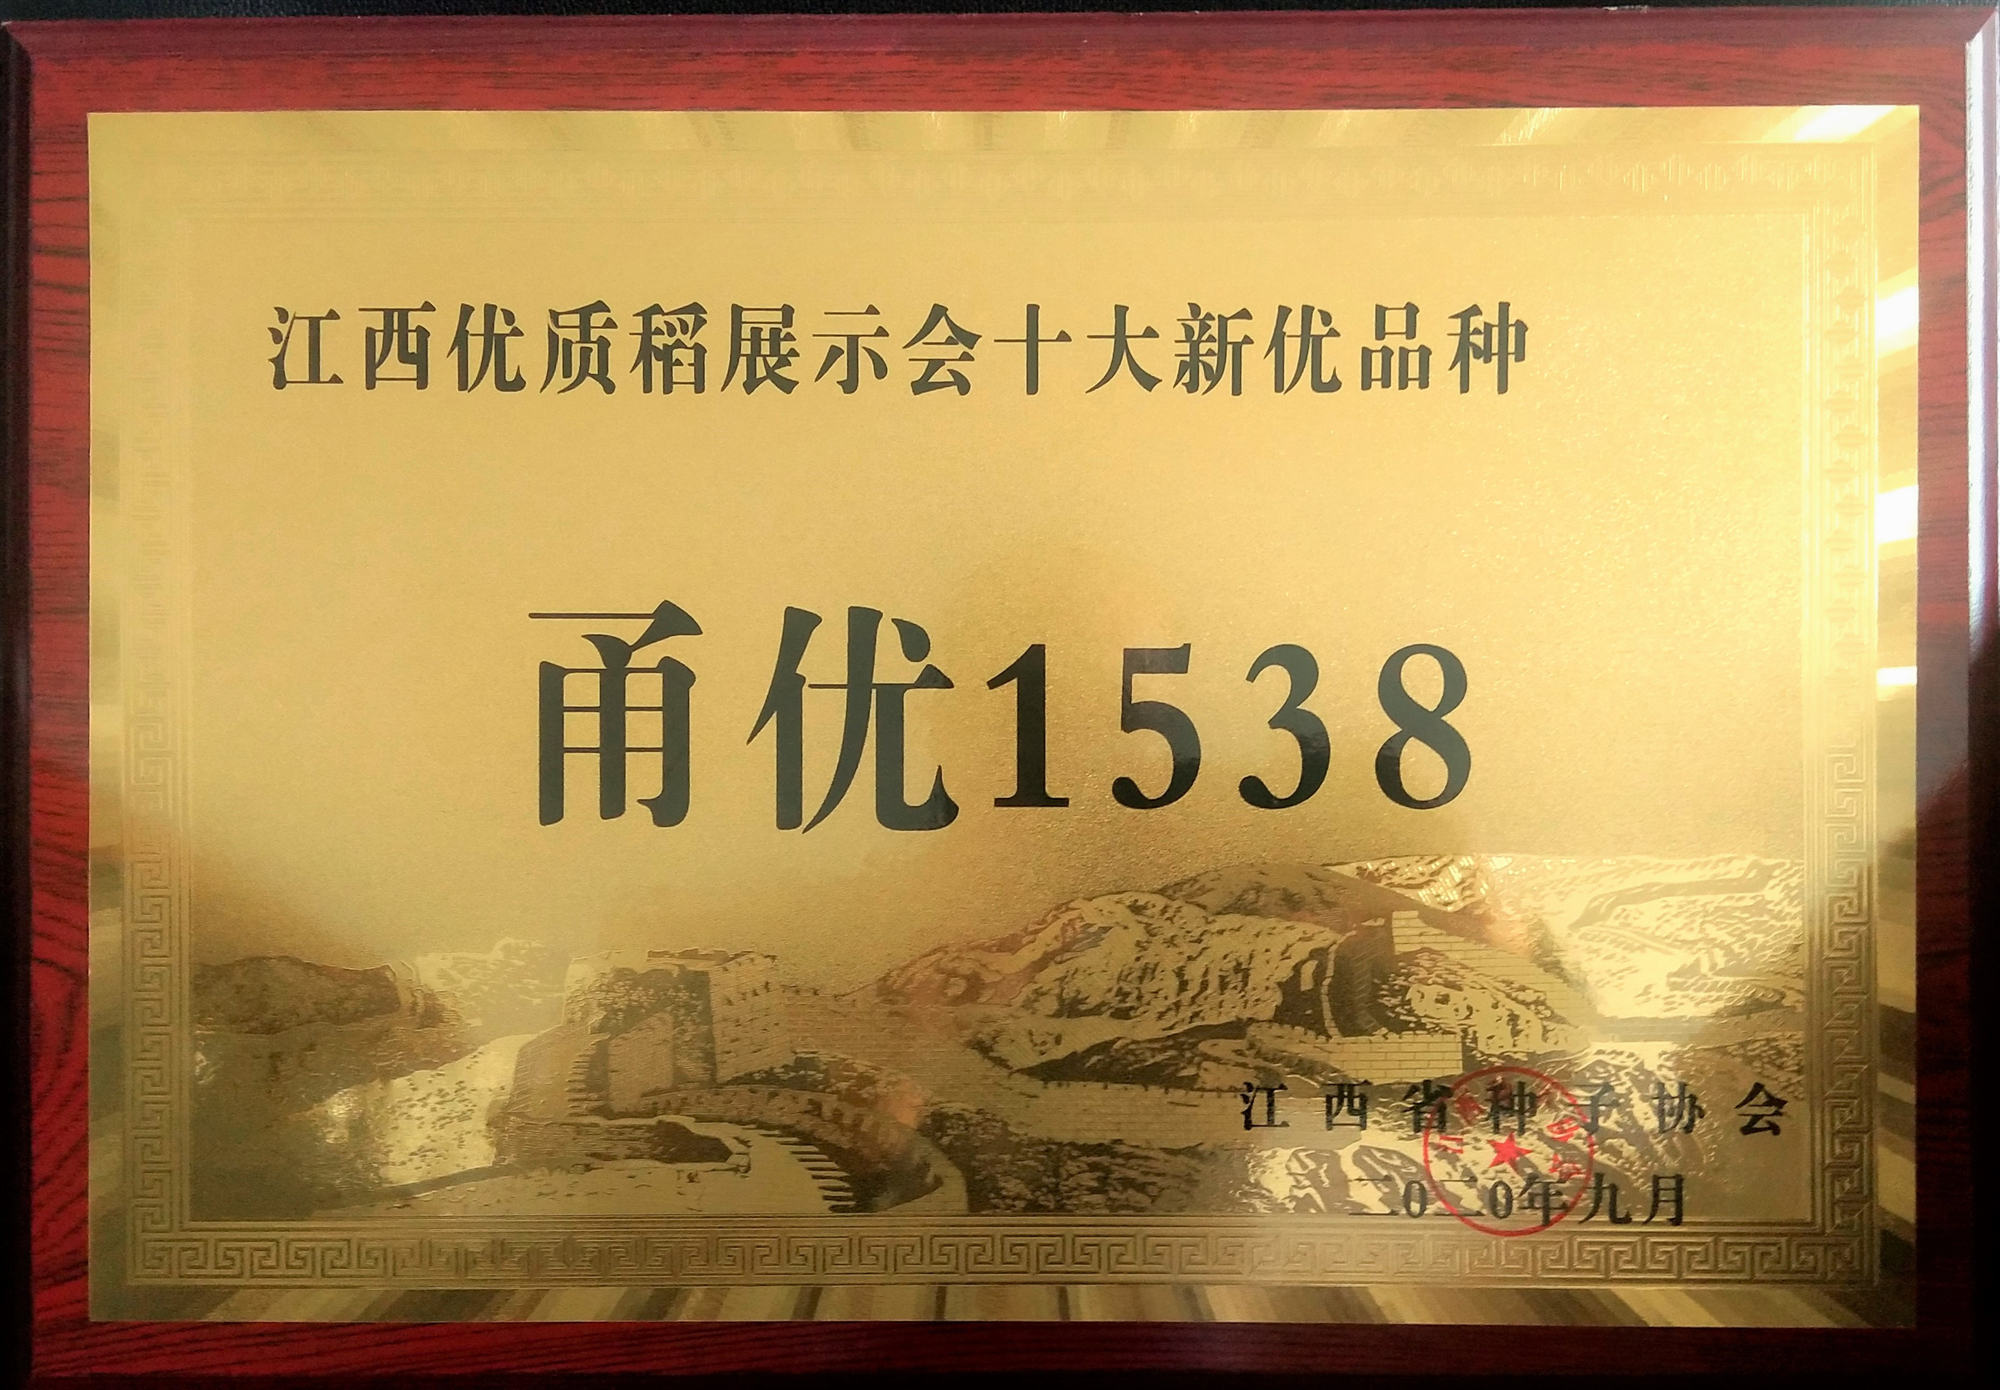 江西优质稻展示会十大新优品种
甬优1538
江西省种子协会
二0二0年九月